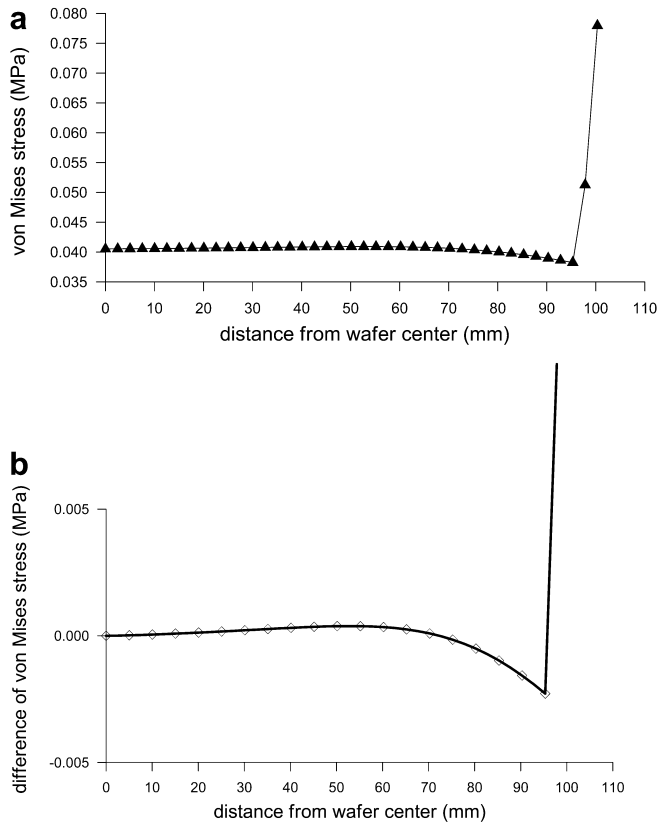 a
von Mises stress (MPa)
0.080
0.075
0.070
0.065
0.060
0.055
0.050
0.045
0.040
0.035
0 10 20 30 40 50 60 70 80 90 100 110
distance from wafer center (mm)
b
difference of von Mises stress (MPa)
0.005
0.000
-0.005
0 10 20 30 40 50 60 70 80 90 100 110
distance from wafer center (mm)